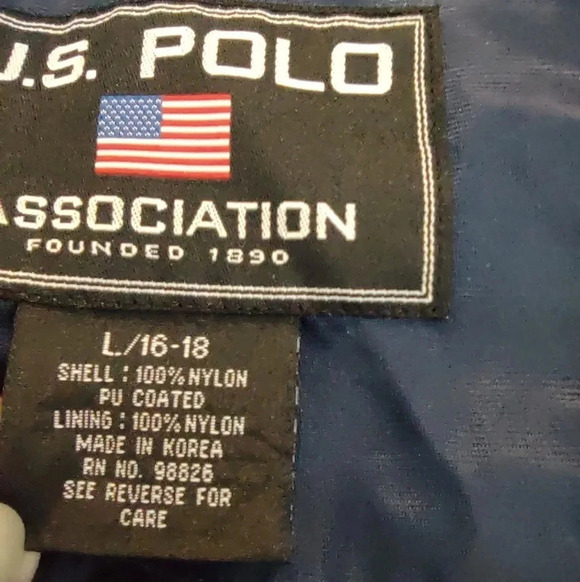 U.S. POLO
ASSOCIATION
FOUNDED 1890
L/16-18
SHELL : 100% NYLON
PU COATED
LINING : 100% NYLON
MADE IN KOREA
RN NO. 98826
SEE REVERSE FOR
CARE